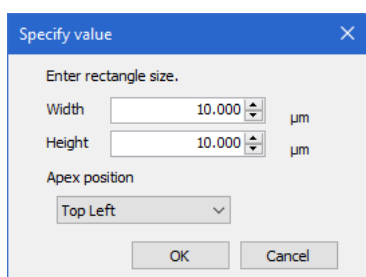 Specify value
Enter rectangle size.
Width 10.000 µm
Height 10.000 µm
Apex position
Top Left
OK Cancel